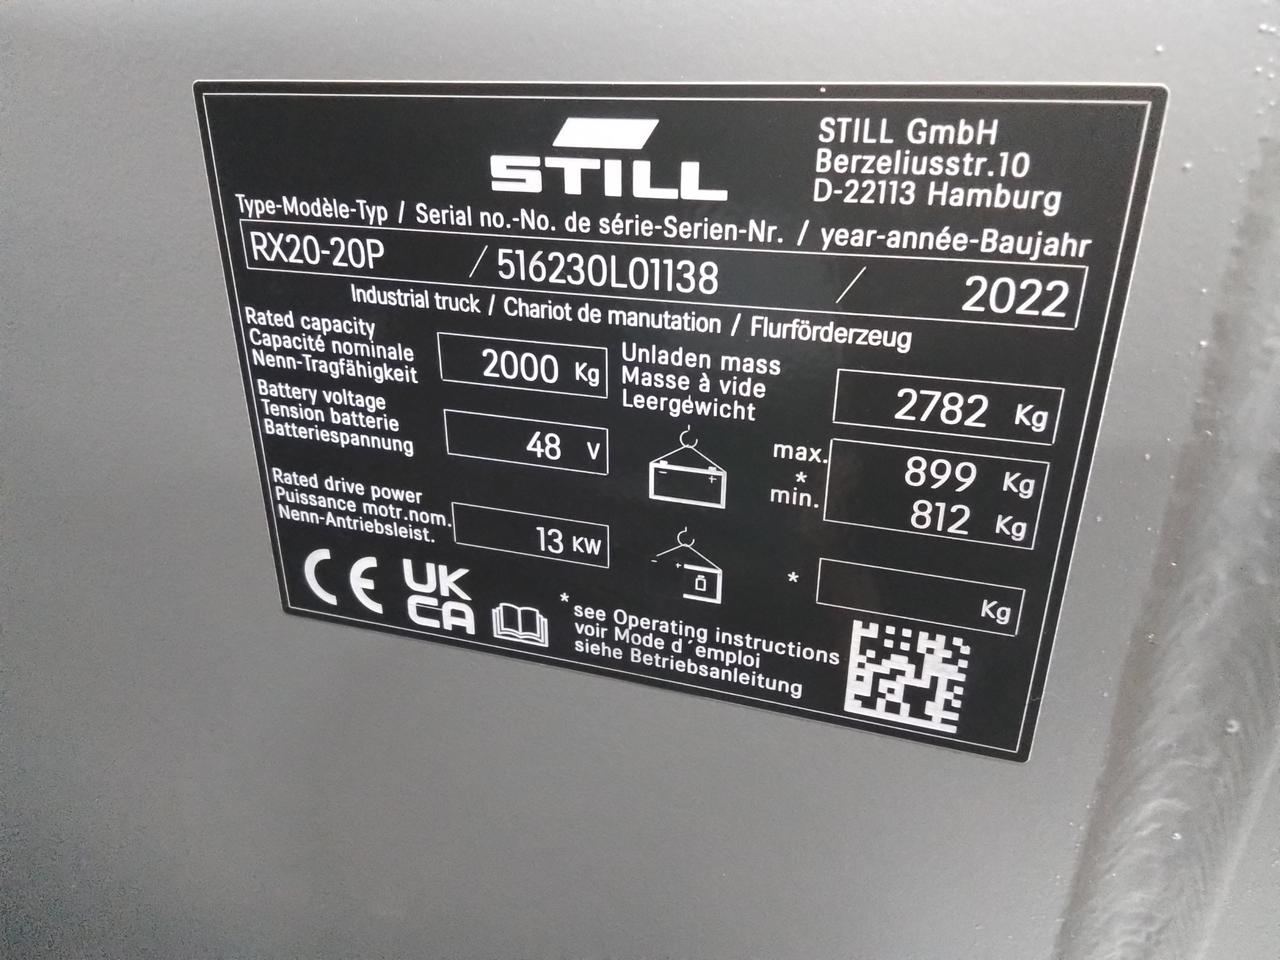 STILL
STILL GmbH
Berzeliusstr.10
D-22113 Hamburg
Type-Modèle-Typ / Serial no.-No. de série-Serien-Nr. / year-année-Baujahr
RX20-20P / 516230L01138 / 2022
Industrial truck / Chariot de manutation / Flurförderzeug
Rated capacity
Capacité nominale
Nenn-Tragfähigkeit
2000 Kg
Unladen mass
Masse à vide
Leergewicht
2782 Kg
Battery voltage
Tension batterie
Batteriespannung
48 V
- +
max.
*
min.
899 Kg
812 Kg
Rated drive power
Puissance motr.nom.
Nenn-Antriebsleist.
13 KW
- +
*
Kg
CE
UK
CA
* see Operating instructions
voir Mode d´emploi
siehe Betriebsanleitung